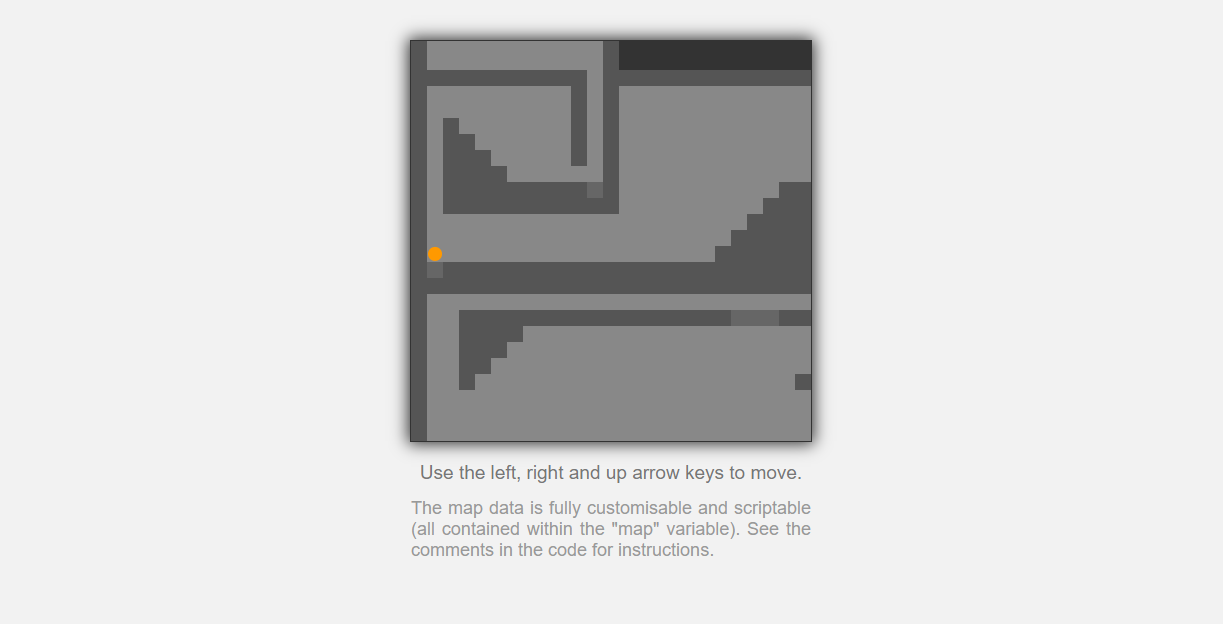 Use the left, right and up arrow keys to move.
The map data is fully customisable and scriptable
(all contained within the "map" variable). See the
comments in the code for instructions.